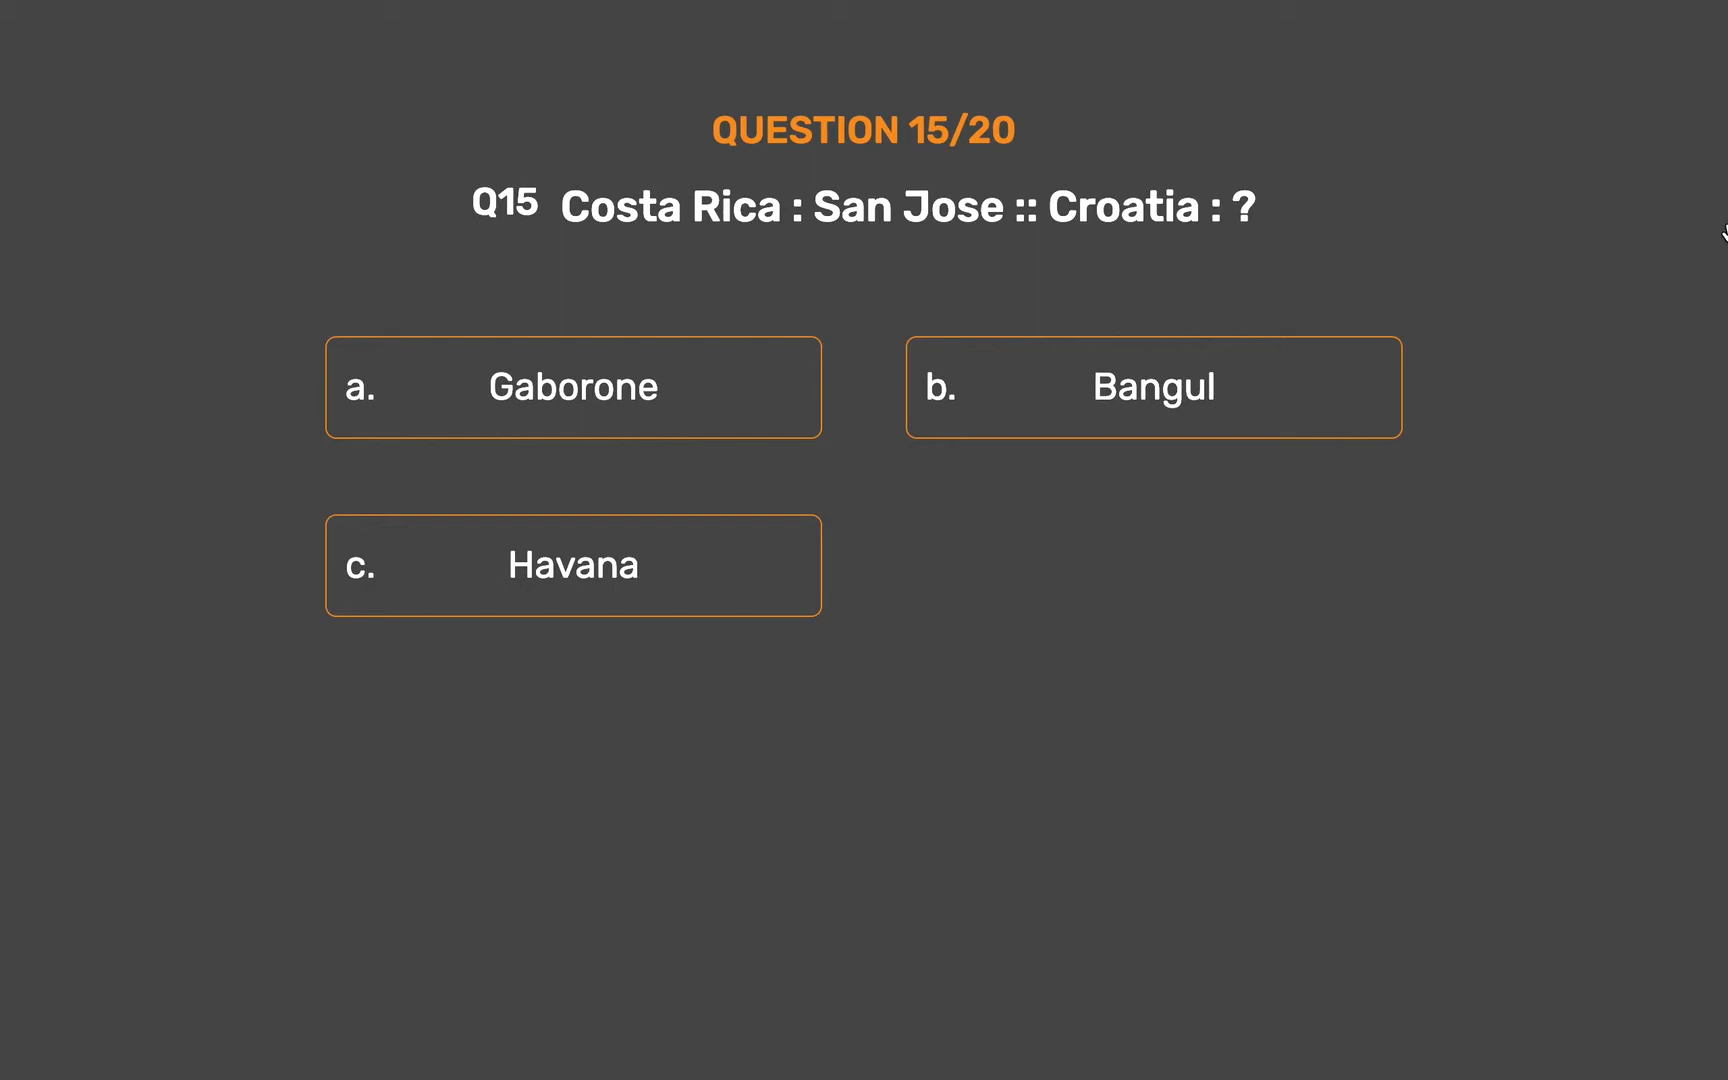 QUESTION 15/20
Q15 Costa Rica : San Jose :: Croatia : ?
a. Gaborone
b. Bangul
c. Havana